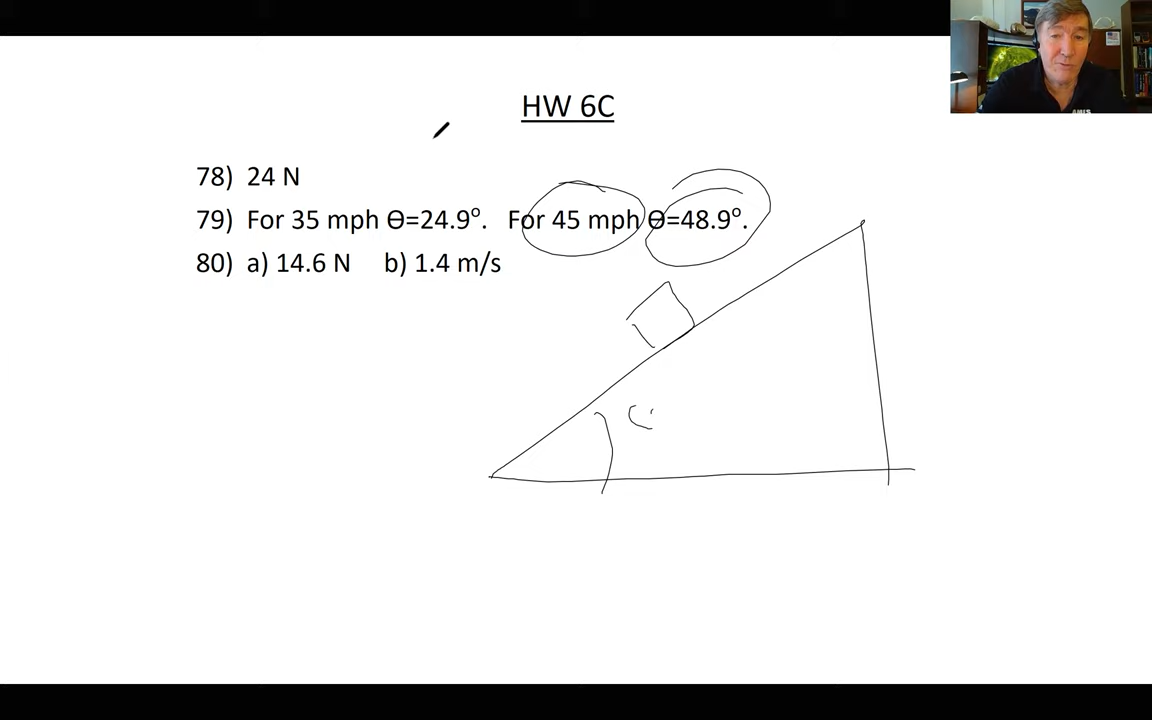 HW 6C
78) 24 N
79) For 35 mph ϴ=24.9°. For 45 mph ϴ=48.9°.
80) a) 14.6 N b) 1.4 m/s